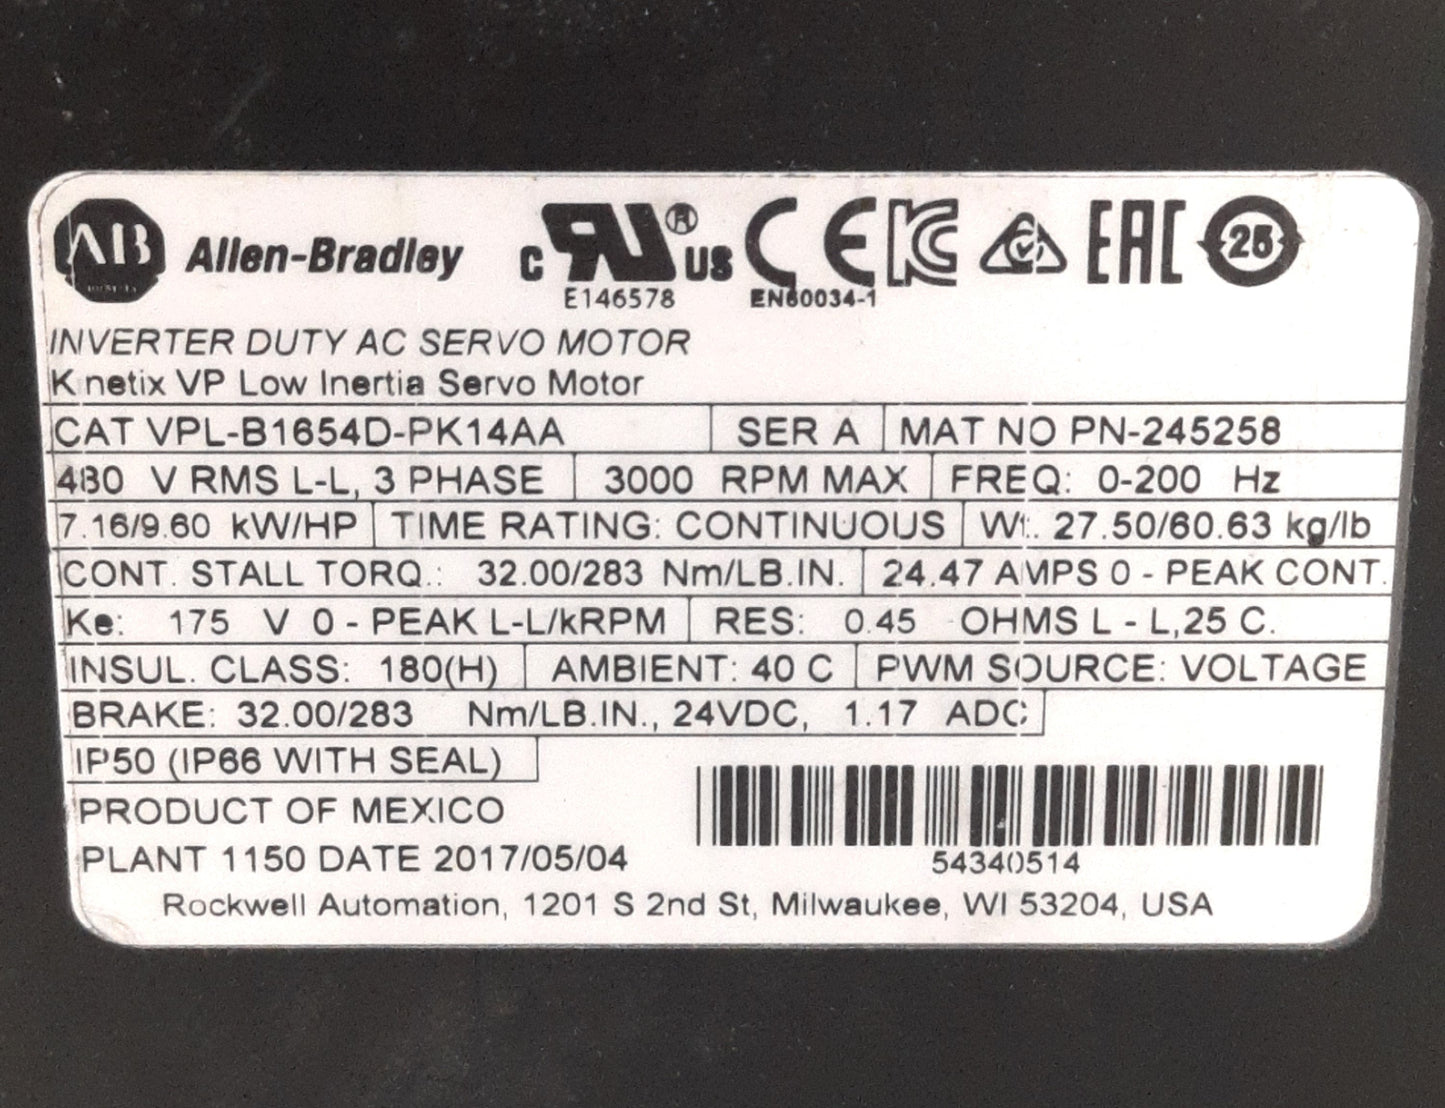 AB Allen-Bradley c RU ® US CE KC EAC 25
E146578 EN60034-1
INVERTER DUTY AC SERVO MOTOR
Kinetix VP Low Inertia Servo Motor
CAT VPL-B1654D-PK14AA SER A MAT NO PN-245258
480 V RMS L-L, 3 PHASE 3000 RPM MAX FREQ: 0-200 Hz
7.16/9.60 kW/HP TIME RATING: CONTINUOUS Wt.: 27.50/60.63 kg/lb
CONT. STALL TORQ.: 32.00/283 Nm/LB.IN. 24.47 AMPS 0 - PEAK CONT.
Ke: 175 V 0 - PEAK L-L/kRPM RES: 0.45 OHMS L - L,25 C.
INSUL. CLASS: 180(H) AMBIENT: 40 C PWM SOURCE: VOLTAGE
BRAKE: 32.00/283 Nm/LB.IN., 24VDC, 1.17 ADC
IP50 (IP66 WITH SEAL)
PRODUCT OF MEXICO
PLANT 1150 DATE 2017/05/04 54340514
Rockwell Automation, 1201 S 2nd St, Milwaukee, WI 53204, USA